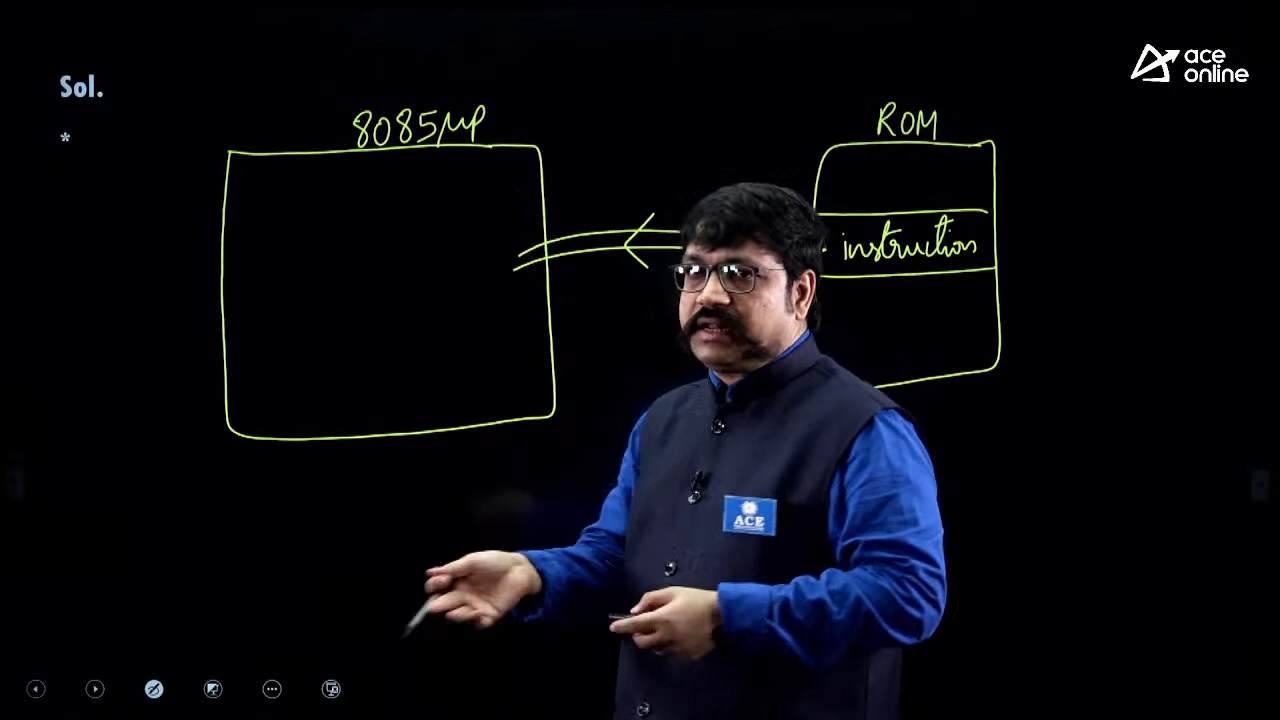 ace
online
Sol.
*
8085μp
ROM
instruction
ACE